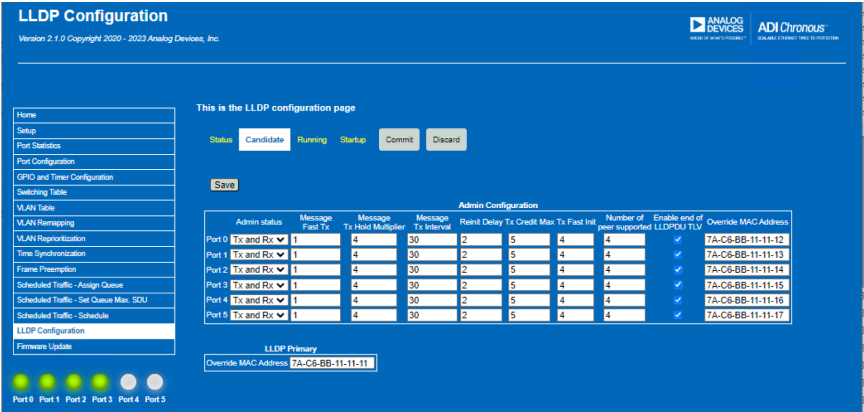 LLDP Configuration
Version 2.1.0 Copyright 2020 - 2023 Analog Devices, Inc.
ANALOG DEVICES
AHEAD OF WHAT'S POSSIBLE™
ADI Chronous™
SCALABLE ETHERNET TIMED TO PERFECTION
Home
Setup
Port Statistics
Port Configuration
GPIO and Timer Configuration
Switching Table
VLAN Table
VLAN Remapping
VLAN Reprioritization
Time Synchronization
Frame Preemption
Scheduled Traffic - Assign Queue
Scheduled Traffic - Set Queue Max. SDU
Scheduled Traffic - Schedule
LLDP Configuration
Firmware Update
Port 0 Port 1 Port 2 Port 3 Port 4 Port 5
This is the LLDP configuration page
Status Candidate Running Startup Commit Discard
Save
Admin Configuration
Admin status Message Fast Tx Message Tx Hold Multiplier Message Tx Interval Reinit Delay Tx Credit Max Tx Fast Init Number of peer supported Enable end of LLDPDU TLV Override MAC Address
Port 0 Tx and Rx 1 4 30 2 5 4 4 7A-C6-BB-11-11-12
Port 1 Tx and Rx 1 4 30 2 5 4 4 7A-C6-BB-11-11-13
Port 2 Tx and Rx 1 4 30 2 5 4 4 7A-C6-BB-11-11-14
Port 3 Tx and Rx 1 4 30 2 5 4 4 7A-C6-BB-11-11-15
Port 4 Tx and Rx 1 4 30 2 5 4 4 7A-C6-BB-11-11-16
Port 5 Tx and Rx 1 4 30 2 5 4 4 7A-C6-BB-11-11-17
LLDP Primary
Override MAC Address 7A-C6-BB-11-11-11